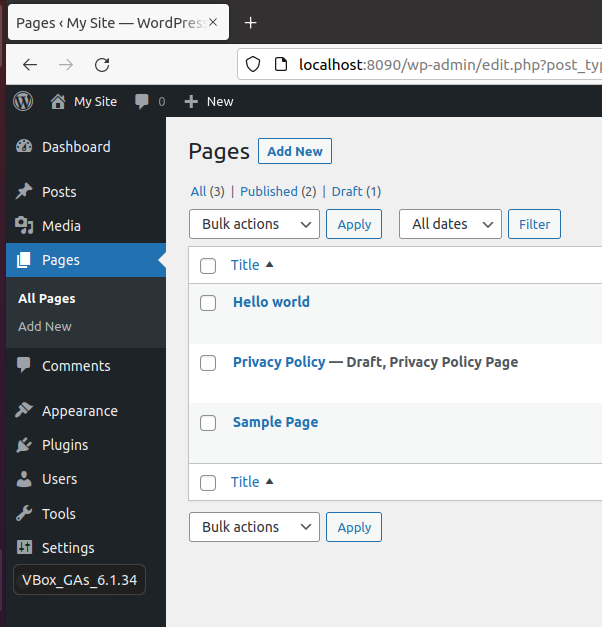 Pages ‹ My Site — WordPress
localhost:8090/wp-admin/edit.php?post_typ
My Site 0 New
Dashboard
Posts
Media
Pages
All Pages
Add New
Comments
Appearance
Plugins
Users
Tools
Settings
VBox_GAs_6.1.34
Pages Add New
All (3) | Published (2) | Draft (1)
Bulk actions Apply All dates Filter
Title
Hello world
Privacy Policy — Draft, Privacy Policy Page
Sample Page
Title
Bulk actions Apply